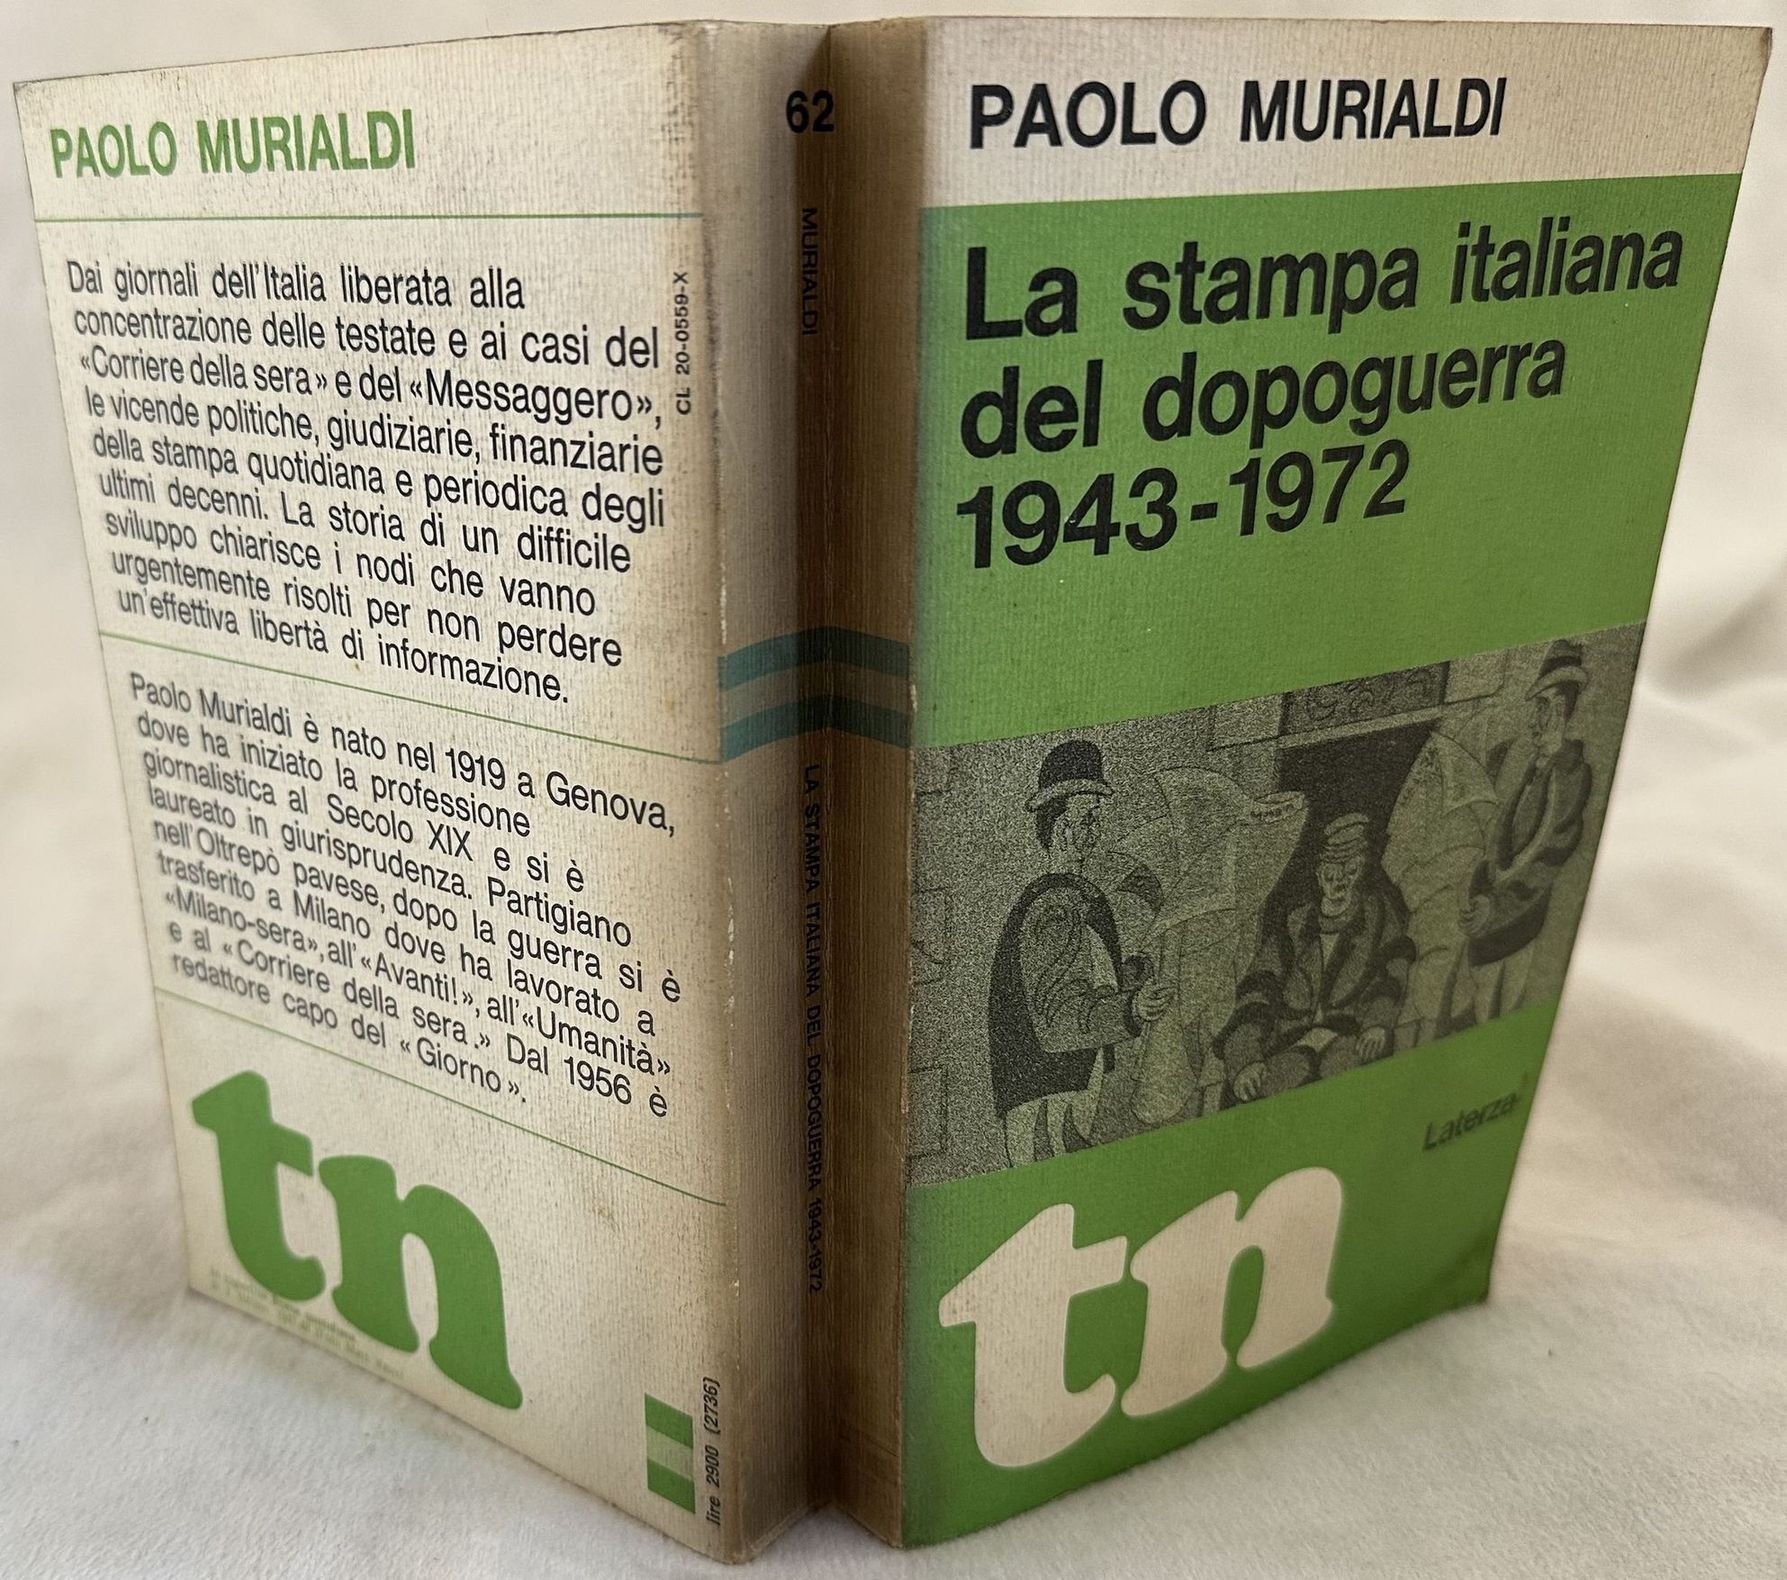 PAOLO MURIALDI
Dai giornali dell'Italia liberata alla
concentrazione delle testate e ai casi del
«Corriere della sera» e del «Messaggero»,
le vicende politiche, giudiziarie, finanziarie
della stampa quotidiana e periodica degli
ultimi decenni. La storia di un difficile
sviluppo chiarisce i nodi che vanno
urgentemente risolti per non perdere
un'effettiva libertà di informazione.
CL 20-0559-X
Paolo Murialdi è nato nel 1919 a Genova,
dove ha iniziato la professione
giornalistica al Secolo XIX e si è
laureato in giurisprudenza. Partigiano
nell'Oltrepò pavese, dopo la guerra si è
trasferito a Milano dove ha lavorato a
«Milano-sera», all'«Avanti!», all'«Umanità»
e al «Corriere della sera.» Dal 1956 è
redattore capo del «Giorno».
tn
lire 2900 (2736)
62
MURIALDI
LA STAMPA ITALIANA DEL DOPOGUERRA 1943-1972
PAOLO MURIALDI
La stampa italiana
del dopoguerra
1943-1972
Laterza
tn